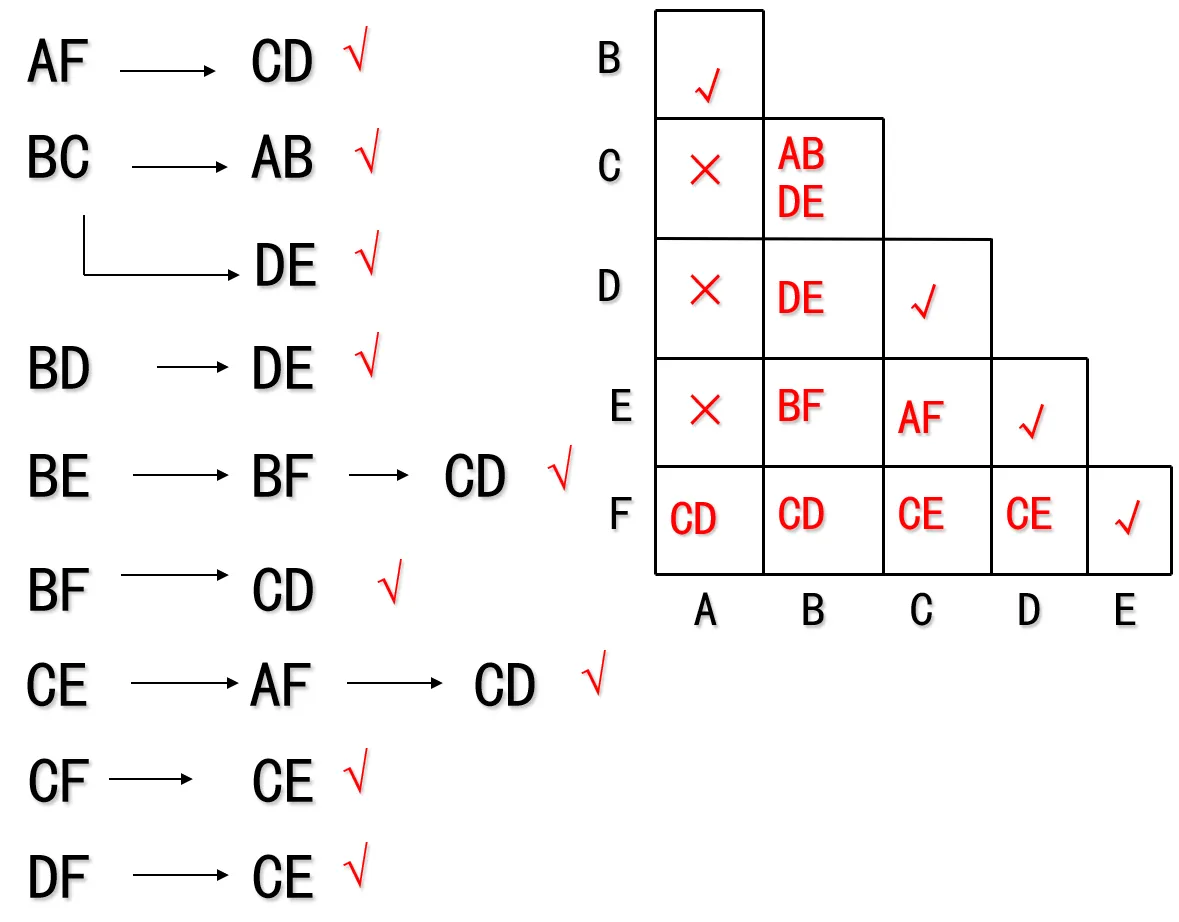 AF → CD √
BC → AB √
→ DE √
BD → DE √
BE → BF → CD √
BF → CD √
CE → AF → CD √
CF → CE √
DF → CE √
B √
C × AB
DE
D × DE √
E × BF AF √
F CD CD CE CE √
A B C D E